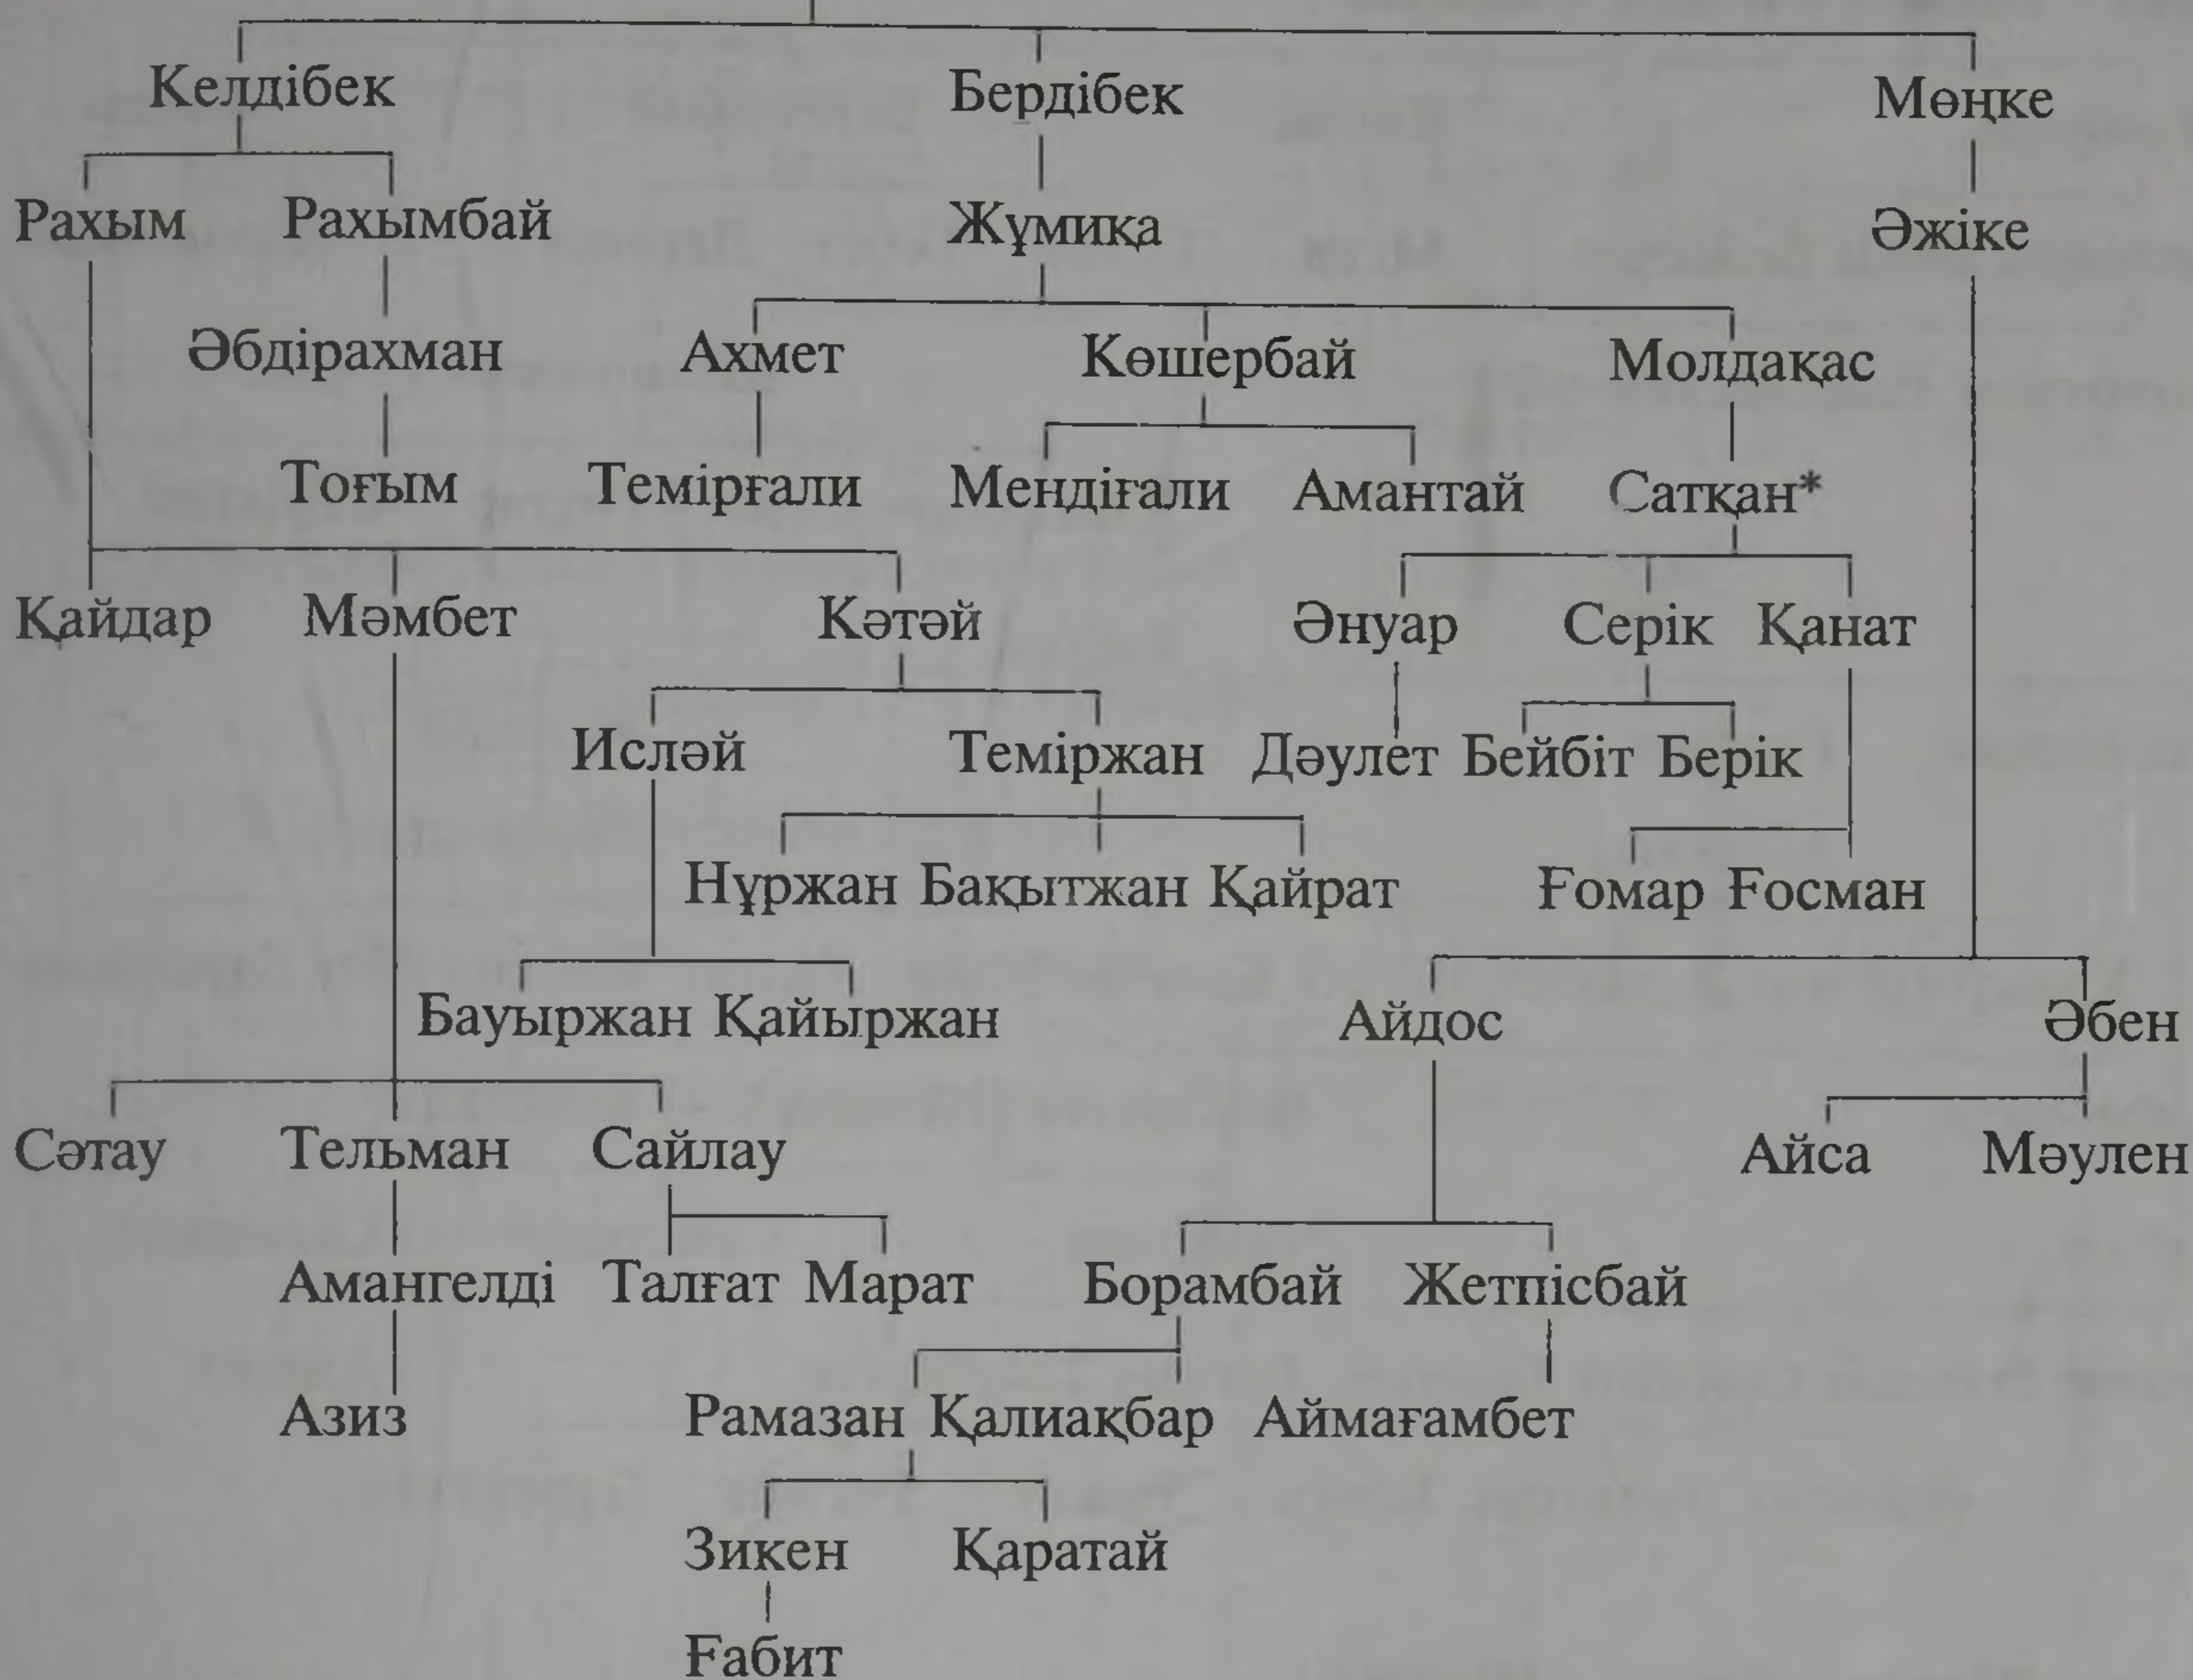 Келдібек Бердібек Мөңке
Рахым Рахымбай Жұмиқа Әжіке
Әбдірахман Ахмет Көшербай Молдақас
Тоғым Темірғали Мендіғали Амантай Сатқан*
Қайдар Мәмбет Кәтәй Әнуар Серік Қанат
Исләй Теміржан Дәулет Бейбіт Берік
Нұржан Бақытжан Қайрат Ғомар Ғосман
Бауыржан Қайыржан Айдос Әбен
Сәтау Тельман Сайлау Айса Мәулен
Амангелді Талғат Марат Борамбай Жетпісбай
Азиз Рамазан Қалиақбар Аймағамбет
Зикен Қаратай
Ғабит